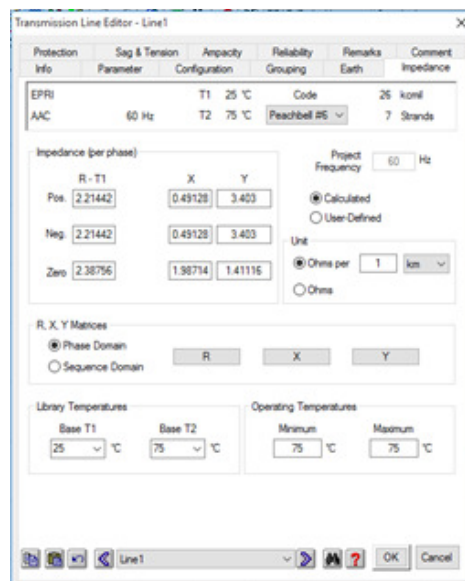 Transmission Line Editor - Line1
Protection Sag & Tension Ampacity Reliability Remarks Comment
Info Parameter Configuration Grouping Earth Impedance
EPRI T1 25 °C Code 26 kcmil
AAC 60 Hz T2 75 °C Peachbell #6 7 Strands
Impedance (per phase)
R - T1 X Y
Pos. 2.21442 0.49128 3.403
Neg. 2.21442 0.49128 3.403
Zero 2.38756 1.98714 1.41116
Project Frequency 60 Hz
Calculated
User-Defined
Unit
Ohms per 1 km
Ohms
R, X, Y Matrices
Phase Domain
Sequence Domain
R X Y
Library Temperatures
Base T1 Base T2
25 °C 75 °C
Operating Temperatures
Minimum Maximum
75 °C 75 °C
Line1 ? OK Cancel